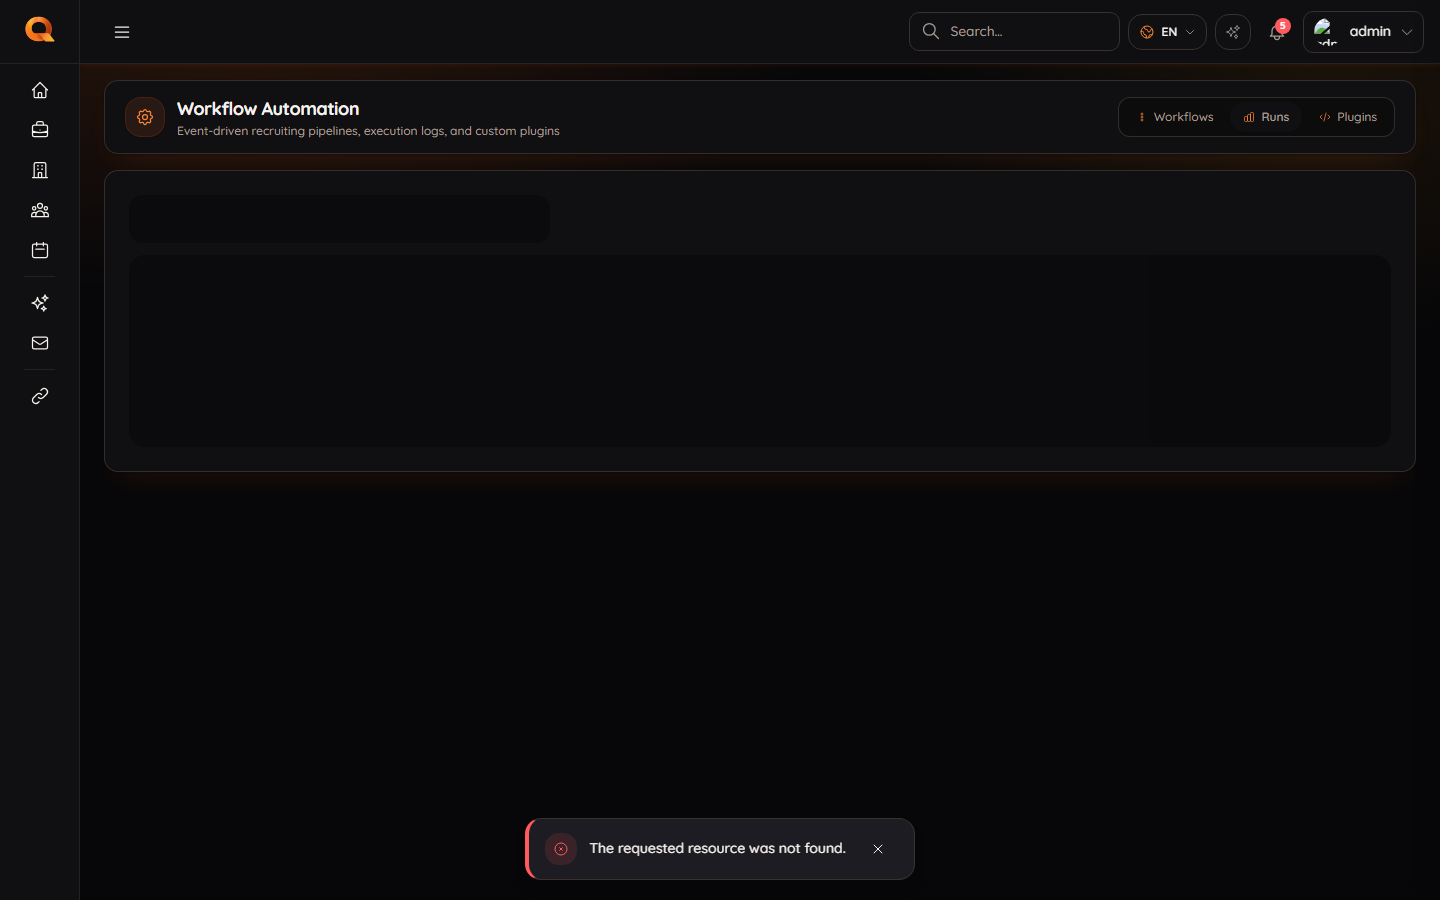 Search...
EN
5
admin
Workflow Automation
Event-driven recruiting pipelines, execution logs, and custom plugins
Workflows
Runs
Plugins
The requested resource was not found.